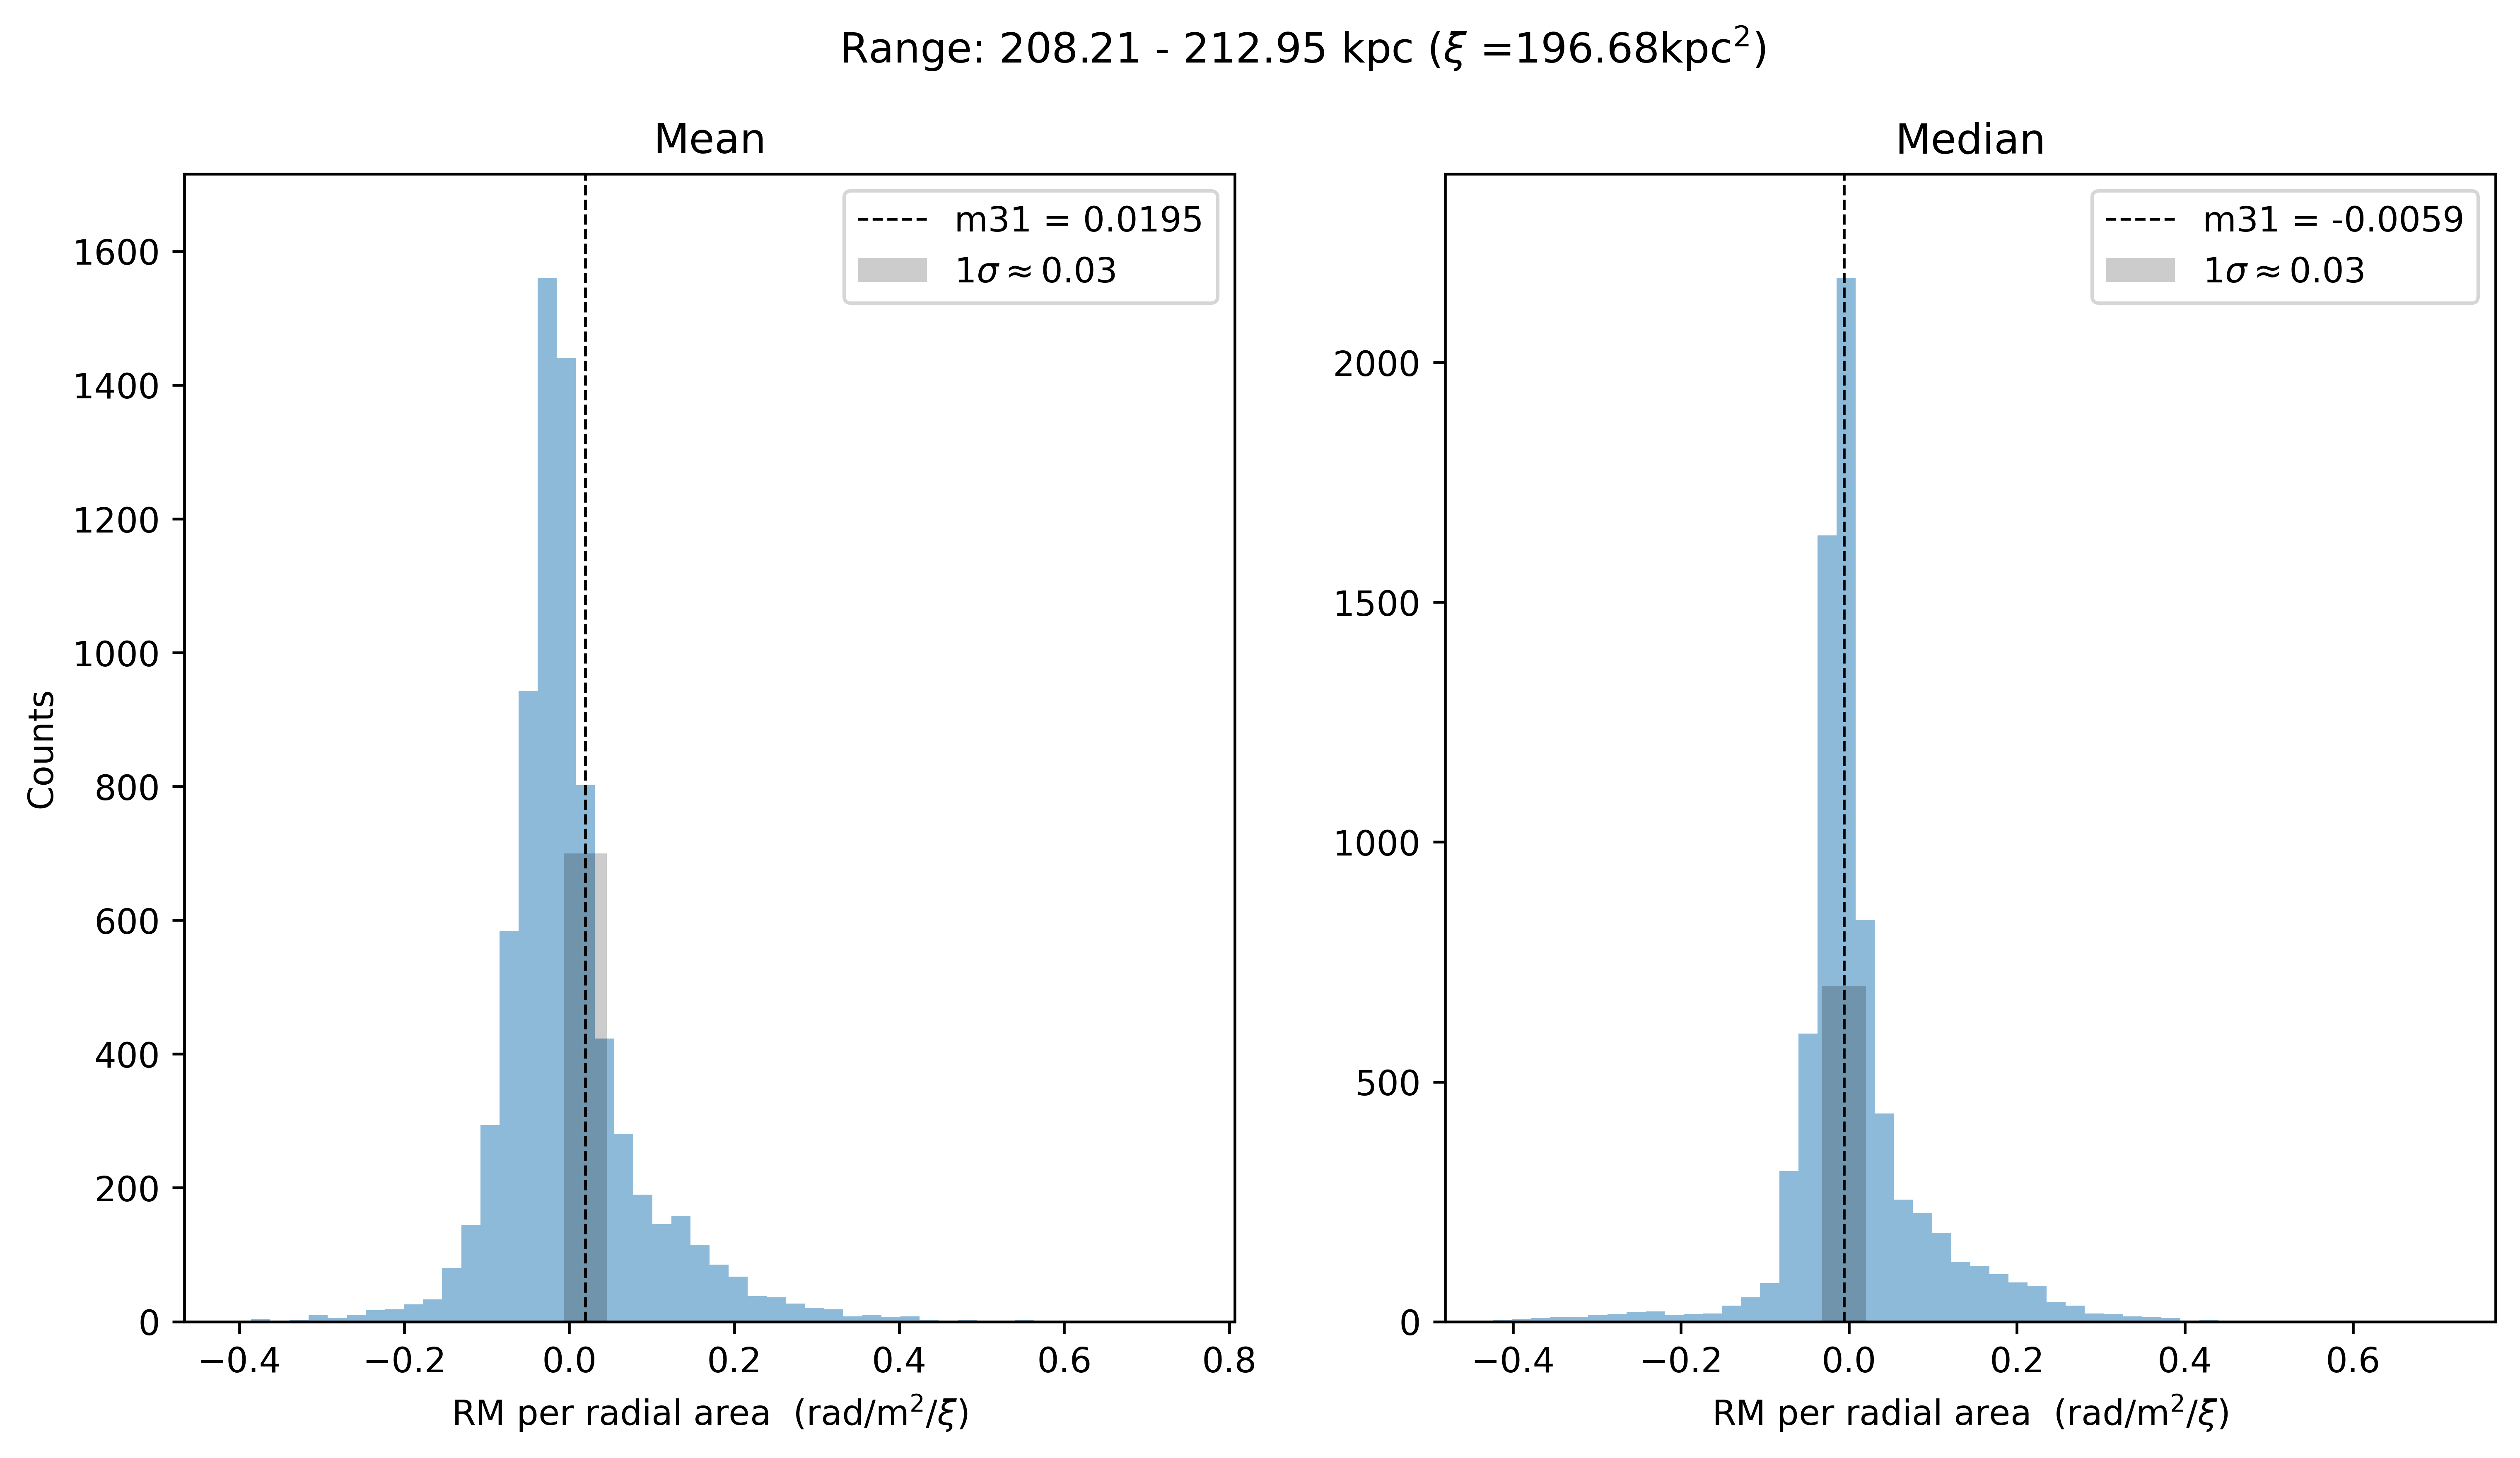 Range: 208.21 - 212.95 kpc (ξ =196.68kpc²)
Mean
m31 = 0.0195
1σ ≈ 0.03
1600
1400
1200
1000
800
600
400
200
0
Counts
−0.4 −0.2 0.0 0.2 0.4 0.6 0.8
RM per radial area (rad/m²/ξ)
Median
m31 = -0.0059
1σ ≈ 0.03
2000
1500
1000
500
0
−0.4 −0.2 0.0 0.2 0.4 0.6
RM per radial area (rad/m²/ξ)